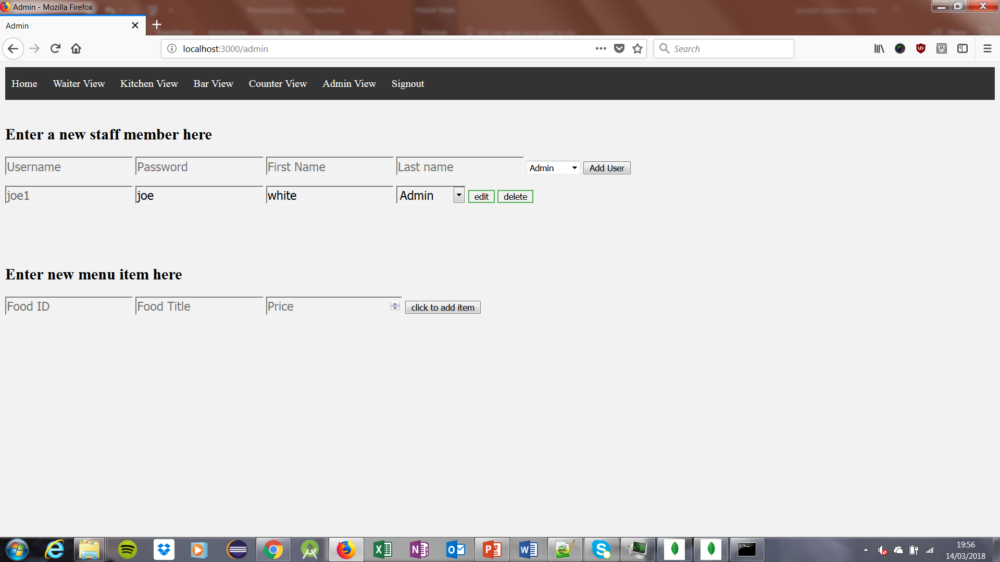 Admin - Mozilla Firefox
Admin
localhost:3000/admin
Search
Home Waiter View Kitchen View Bar View Counter View Admin View Signout
Enter a new staff member here
Username Password First Name Last name Admin Add User
joe1 joe white Admin edit delete
Enter new menu item here
Food ID Food Title Price click to add item
19:56
14/03/2018